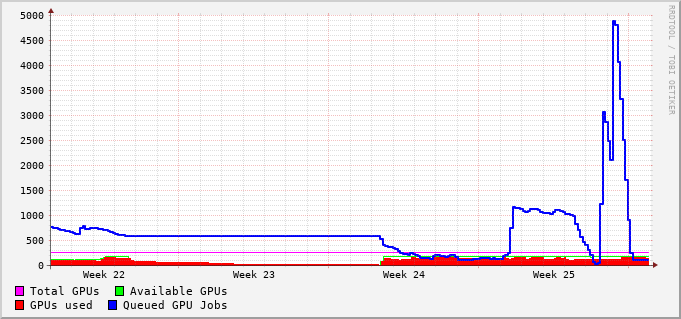 5000
4500
4000
3500
3000
2500
2000
1500
1000
500
0
Week 22 Week 23 Week 24 Week 25
Total GPUs Available GPUs
GPUs used Queued GPU Jobs
RRDTOOL / TOBI OETIKER